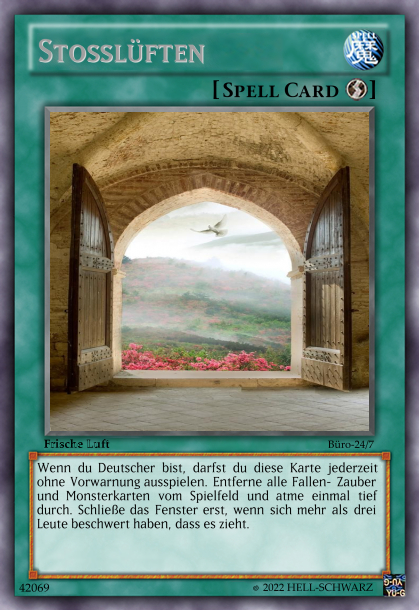 Stosslüften
魔
[Spell Card]
Frische Luft Büro-24/7
Wenn du Deutscher bist, darfst du diese Karte jederzeit
ohne Vorwarnung ausspielen. Entferne alle Fallen- Zauber
und Monsterkarten vom Spielfeld und atme einmal tief
durch. Schließe das Fenster erst, wenn sich mehr als drei
Leute beschwert haben, dass es zieht.
42069 © 2022 HELL-SCHWARZ
YU-G